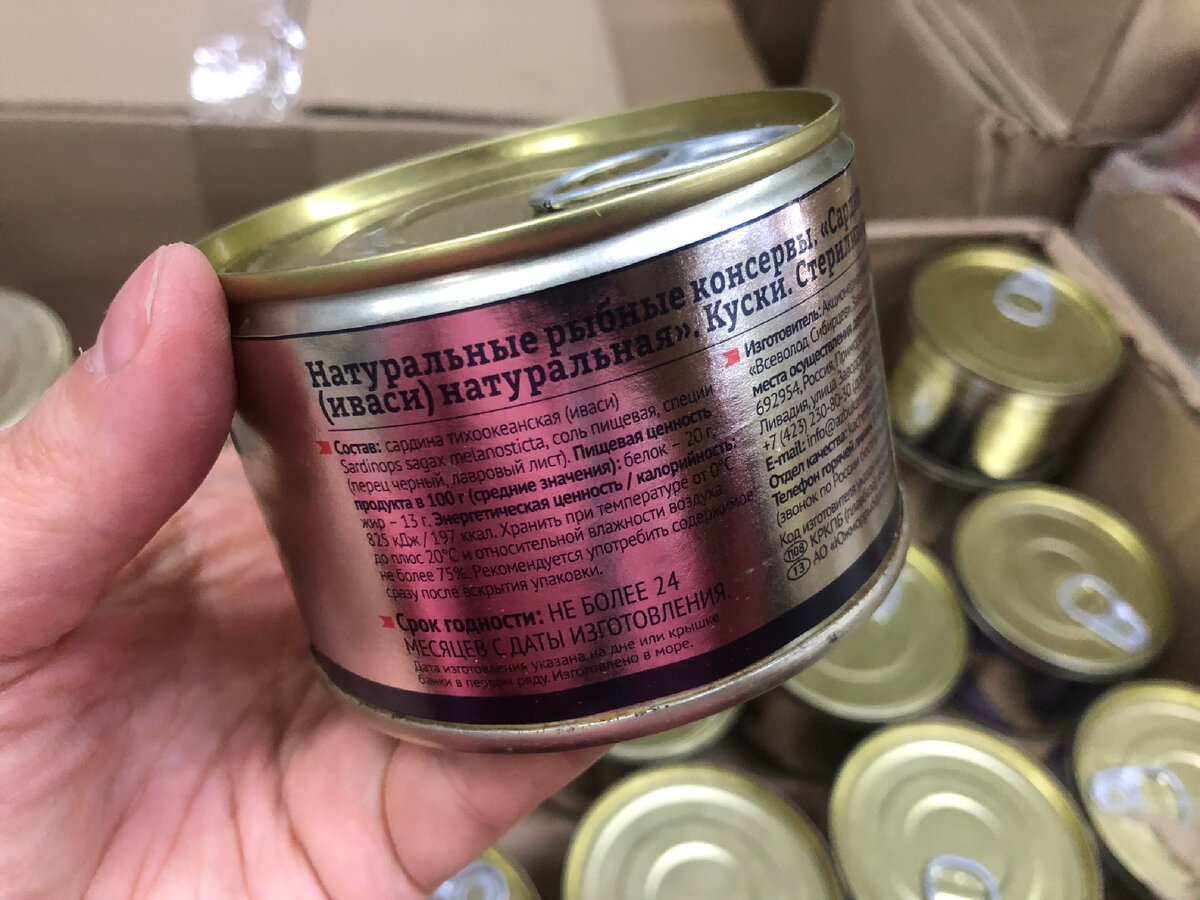 Натуральные рыбные консервы. «Сардина
(иваси) натуральная». Куски. Стерил
Состав: сардина тихоокеанская (иваси)
Sardinops sagax melanosticta, соль пищевая, специи
(перец черный, лавровый лист). Пищевая ценность
продукта в 100 г (средние значения): белок – 20 г,
жир – 13 г. Энергетическая ценность / калорийность:
825 кДж / 197 ккал. Хранить при температуре от 0°С
до плюс 20°С и относительной влажности воздуха
не более 75%. Рекомендуется употребить содержимое
сразу после вскрытия упаковки.
Срок годности: НЕ БОЛЕЕ 24
МЕСЯЦЕВ С ДАТЫ ИЗГОТОВЛЕНИЯ.
Дата изготовления указана на дне или крышке
банки в первом ряду. Изготовлено в море.
Изготовитель:
«Всеволод Сибирцев»
места осуществления
692954, Россия,
Ливадия, улица
+7 (423) 230-80-50
E-mail: info@
Отдел качества:
Телефон горячей
(звонок по России
Код изготовителя
П08 КРКПБ
13 АО